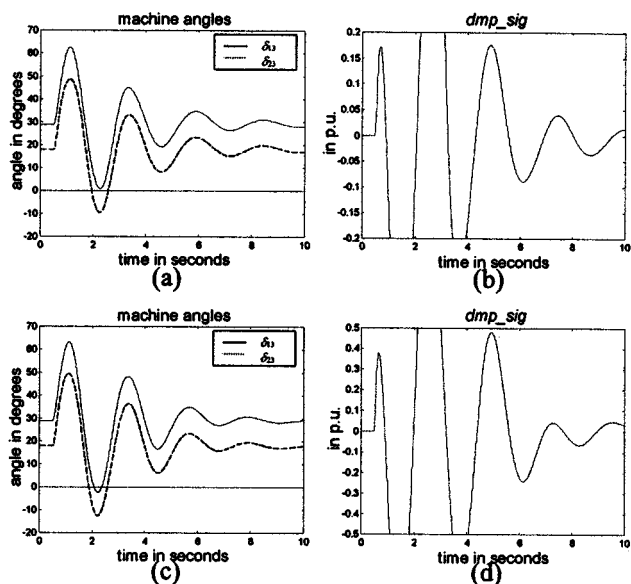 machine angles
angle in degrees
70
60
50
40
30
20
10
0
-10
-20
δ13
δ23
0 2 4 6 8 10
time in seconds
(a)
dmp_sig
in p.u.
0.2
0.15
0.1
0.05
0
-0.05
-0.1
-0.15
-0.2
0 2 4 6 8 10
time in seconds
(b)
machine angles
angle in degrees
70
60
50
40
30
20
10
0
-10
-20
δ13
δ23
0 2 4 6 8 10
time in seconds
(c)
dmp_sig
in p.u.
0.5
0.4
0.3
0.2
0.1
0
-0.1
-0.2
-0.3
-0.4
-0.5
0 2 4 6 8 10
time in seconds
(d)